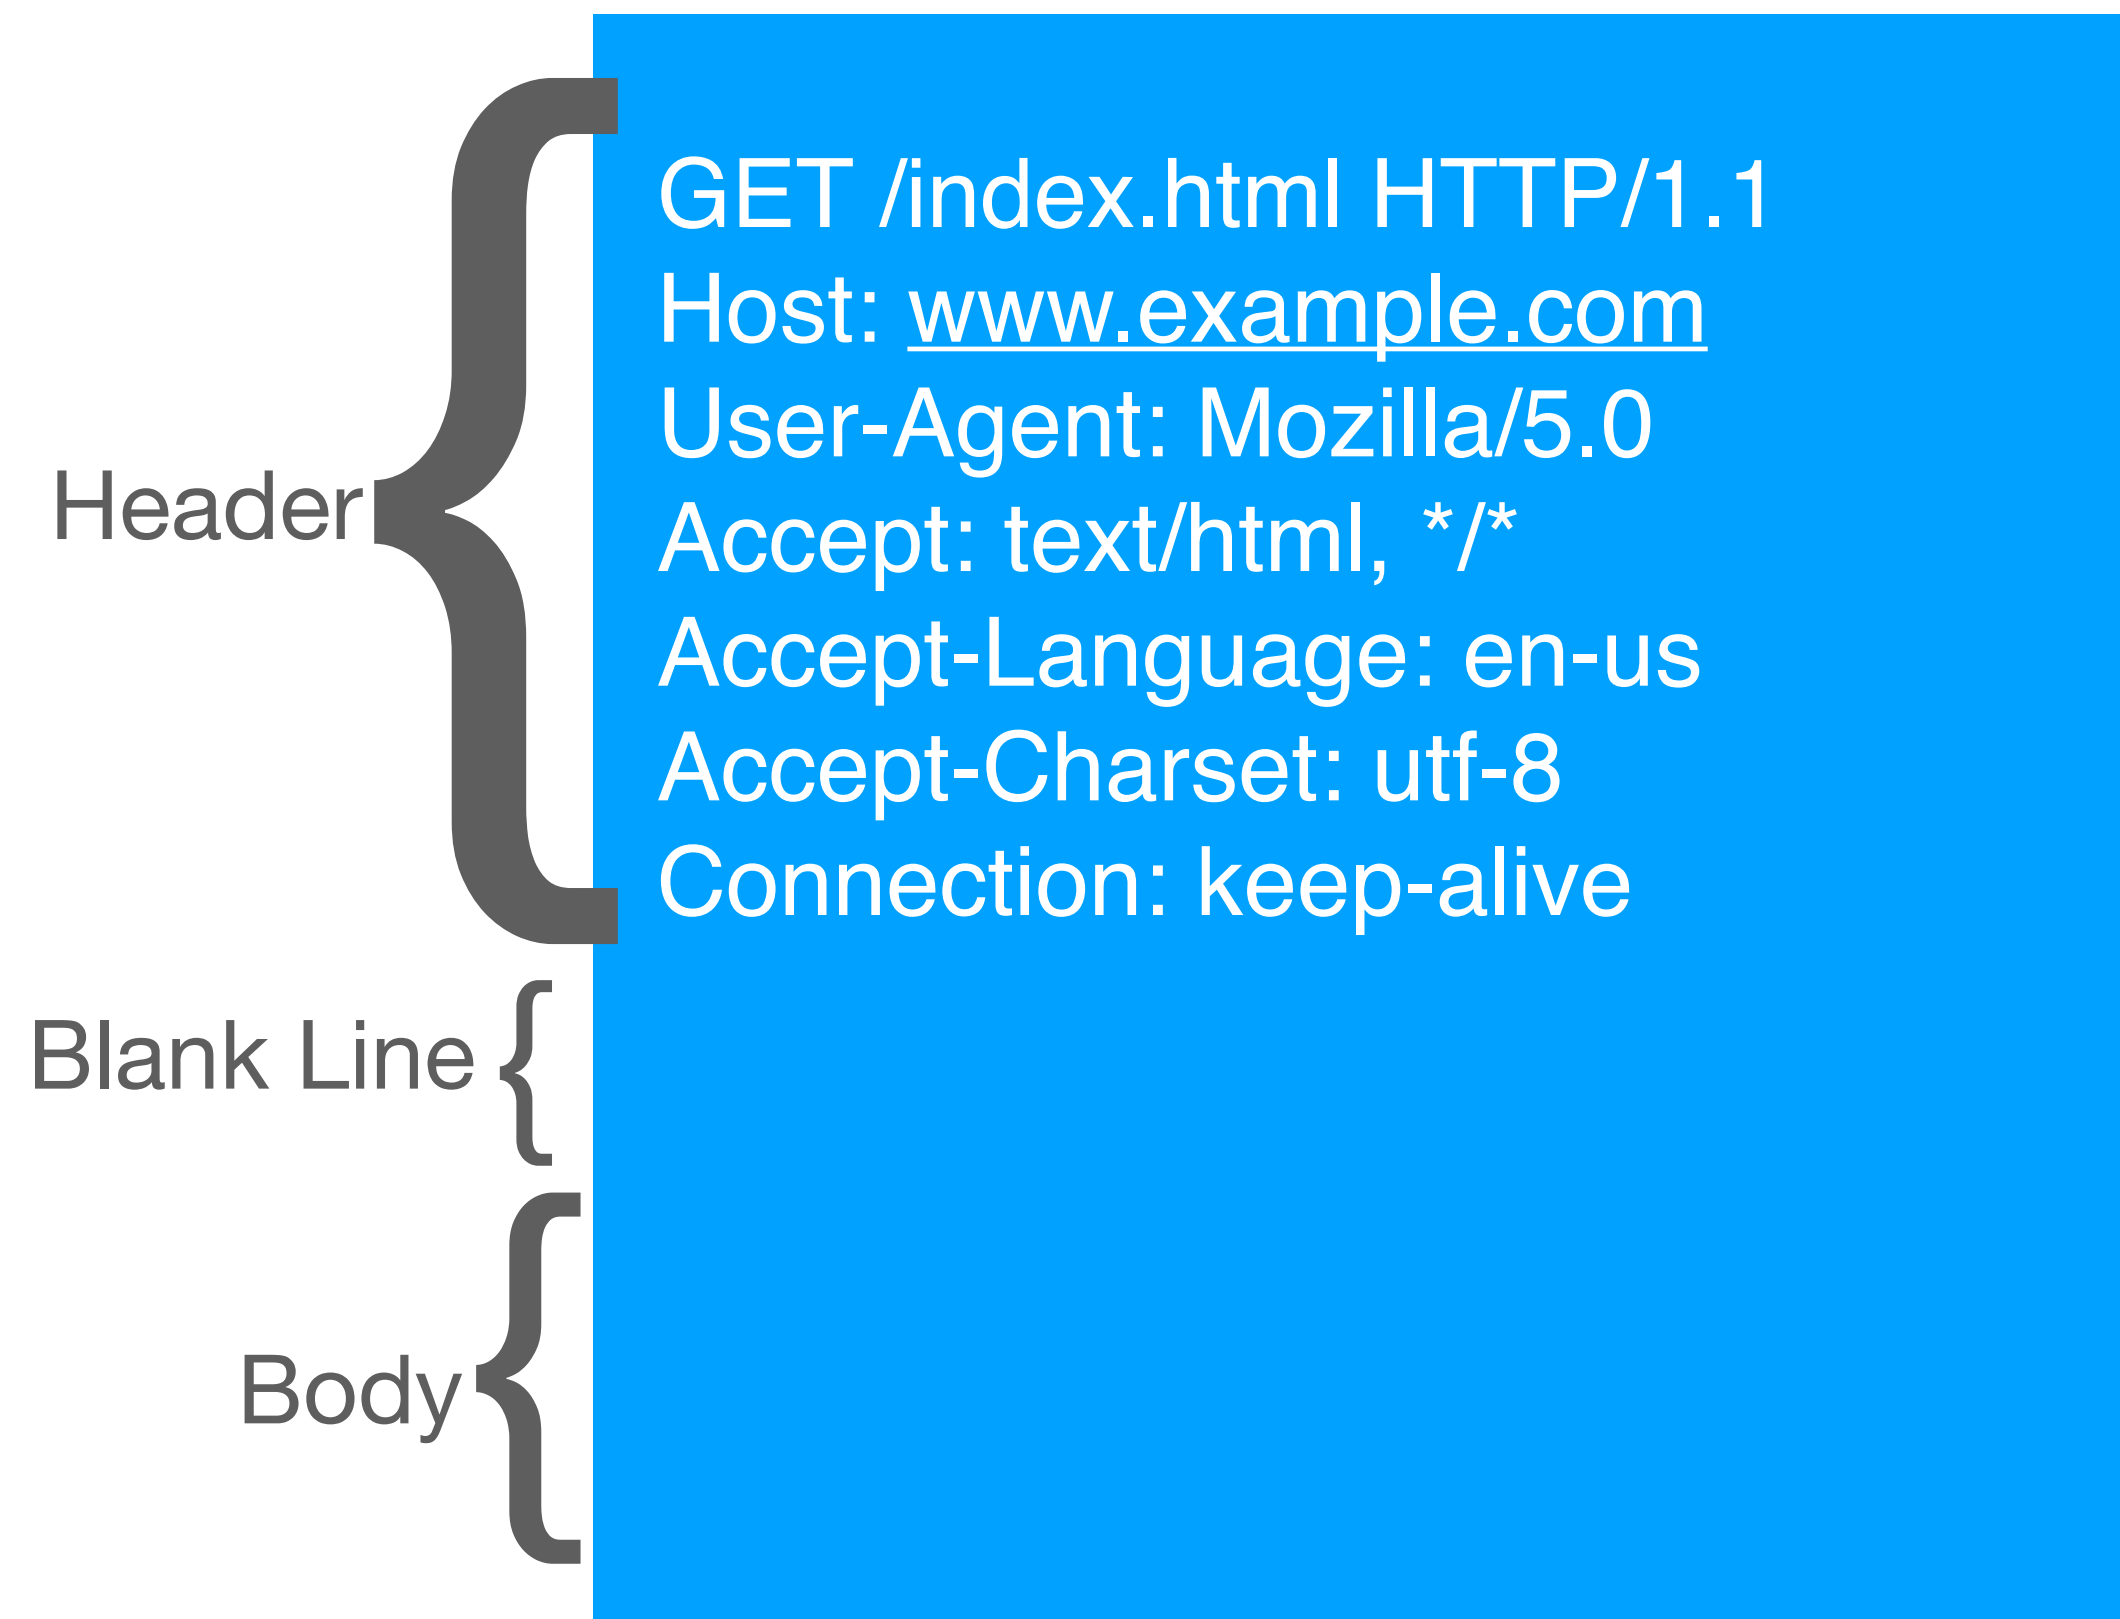 GET /index.html HTTP/1.1
Host: www.example.com
User-Agent: Mozilla/5.0
Header
Accept: text/html, */*
Accept-Language: en-us
Accept-Charset: utf-8
Connection: keep-alive
Blank Line
Body